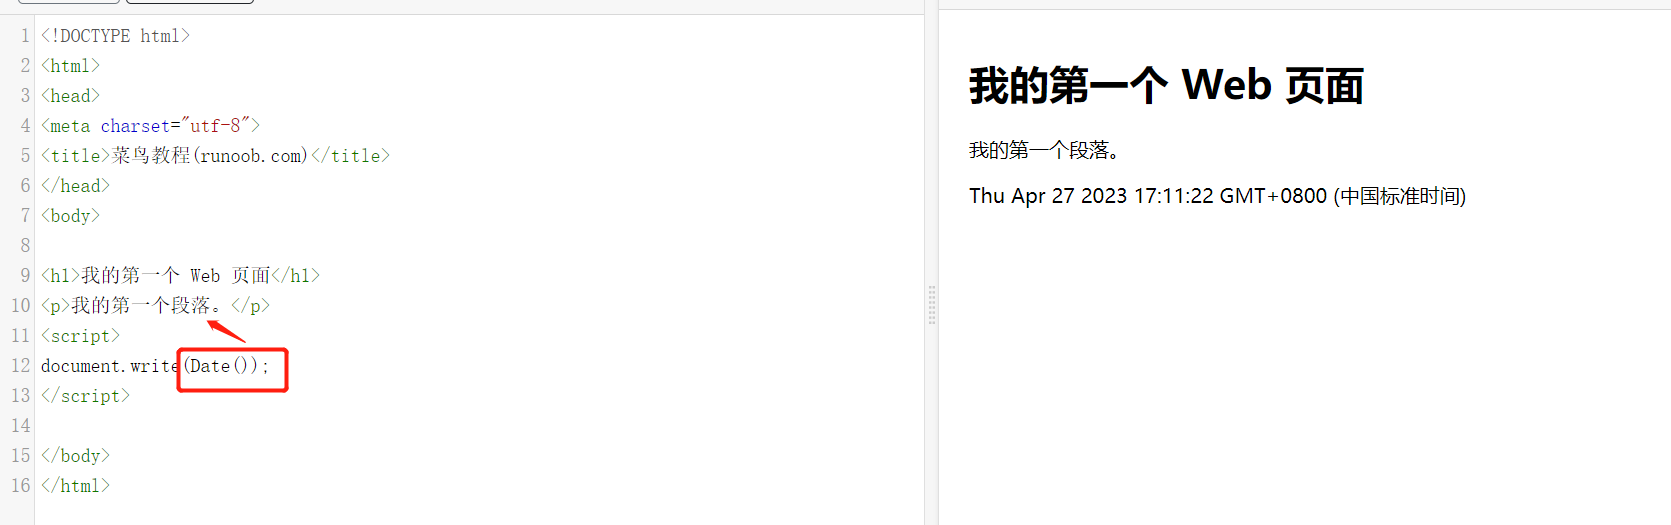 1 <!DOCTYPE html>
2 <html>
3 <head>
4 <meta charset="utf-8">
5 <title>菜鸟教程(runoob.com)</title>
6 </head>
7 <body>
8
9 <h1>我的第一个 Web 页面</h1>
10 <p>我的第一个段落。</p>
11 <script>
12 document.write(Date());
13 </script>
14
15 </body>
16 </html>
我的第一个 Web 页面
我的第一个段落。
Thu Apr 27 2023 17:11:22 GMT+0800 (中国标准时间)